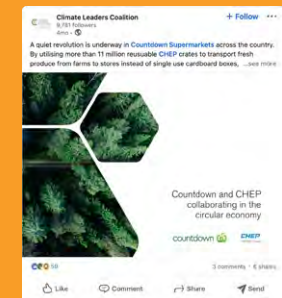 Climate Leaders Coalition
9,781 followers
4mo •
+ Follow •••
A quiet revolution is underway in Countdown Supermarkets across the country.
By utilising more than 11 million reusable CHEP crates to transport fresh
produce from farms to stores instead of single use cardboard boxes, ...see more
Countdown and CHEP
collaborating in the
circular economy
countdown
CHEP
3 comments • 6 shares
Like
Comment
Share
Send